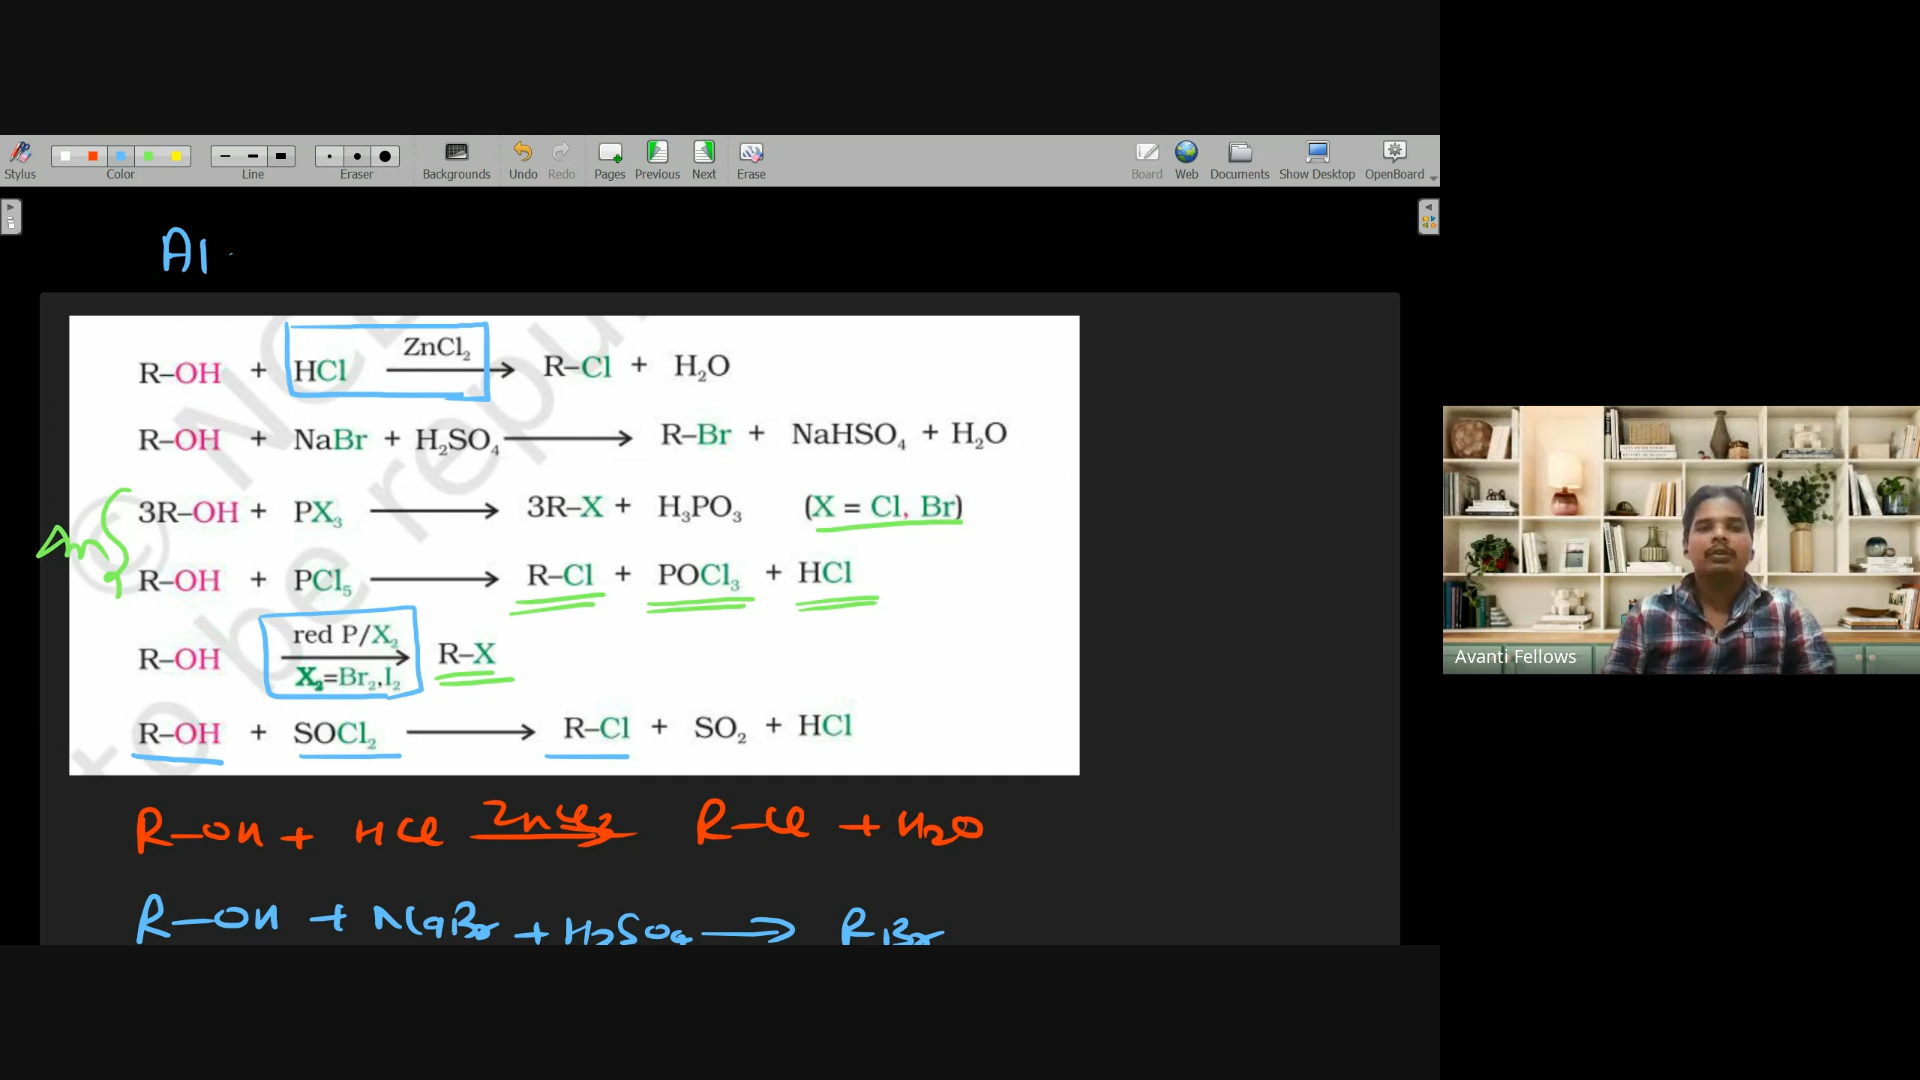 Stylus Color Line Eraser Backgrounds Undo Redo Pages Previous Next Erase Board Web Documents Show Desktop OpenBoard
Al
R–OH + HCl ZnCl₂ → R–Cl + H₂O
R–OH + NaBr + H₂SO₄ → R–Br + NaHSO₄ + H₂O
3R–OH + PX₃ → 3R–X + H₃PO₃ (X = Cl, Br)
R–OH + PCl₅ → R–Cl + POCl₃ + HCl
red P/X₂
R–OH → R–X
X₂=Br₂,I₂
R–OH + SOCl₂ → R–Cl + SO₂ + HCl
R–OH + HCl ZnCl₂ → R–Cl + H₂O
R–OH + NaBr + H₂SO₄ → RBr
Avanti Fellows